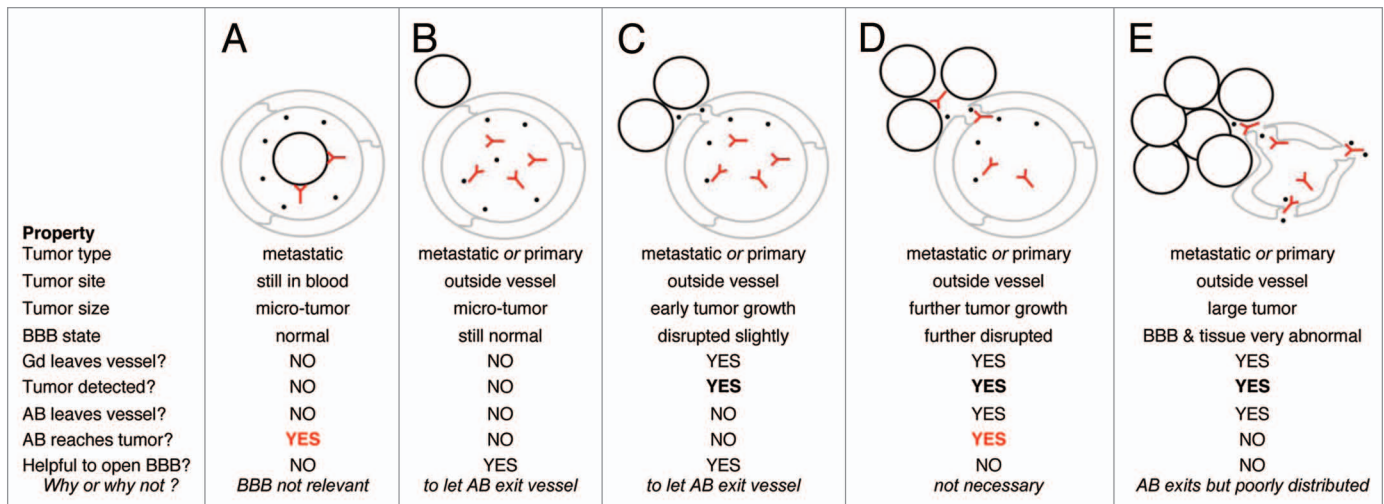 A B C D E
Property
Tumor type metastatic metastatic or primary metastatic or primary metastatic or primary metastatic or primary
Tumor site still in blood outside vessel outside vessel outside vessel outside vessel
Tumor size micro-tumor micro-tumor early tumor growth further tumor growth large tumor
BBB state normal still normal disrupted slightly further disrupted BBB & tissue very abnormal
Gd leaves vessel? NO NO YES YES YES
Tumor detected? NO NO YES YES YES
AB leaves vessel? NO NO NO YES YES
AB reaches tumor? YES NO NO YES NO
Helpful to open BBB? NO YES YES NO NO
Why or why not ? BBB not relevant to let AB exit vessel to let AB exit vessel not necessary AB exits but poorly distributed